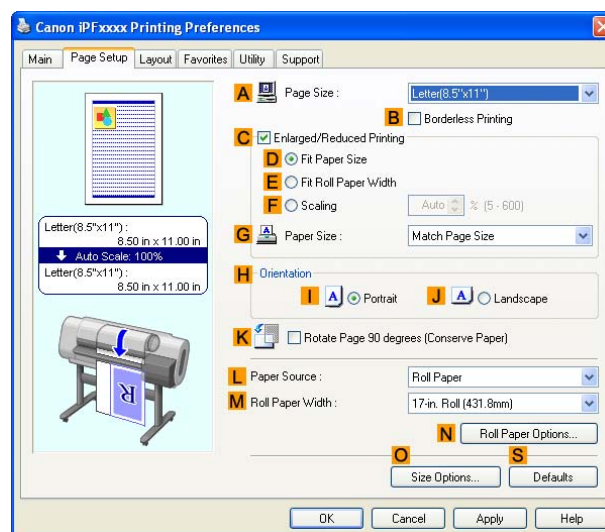 Canon iPFxxxx Printing Preferences
Main Page Setup Layout Favorites Utility Support
A Page Size : Letter(8.5"x11")
B Borderless Printing
C Enlarged/Reduced Printing
D Fit Paper Size
E Fit Roll Paper Width
F Scaling Auto % (5 - 600)
G A Paper Size : Match Page Size
Letter(8.5"x11") :
8.50 in x 11.00 in
Auto Scale: 100%
Letter(8.5"x11") :
8.50 in x 11.00 in
H Orientation
I A Portrait J A Landscape
K Rotate Page 90 degrees (Conserve Paper)
R
L Paper Source : Roll Paper
M Roll Paper Width : 17-in. Roll (431.8mm)
N Roll Paper Options...
O S
Size Options... Defaults
OK Cancel Apply Help